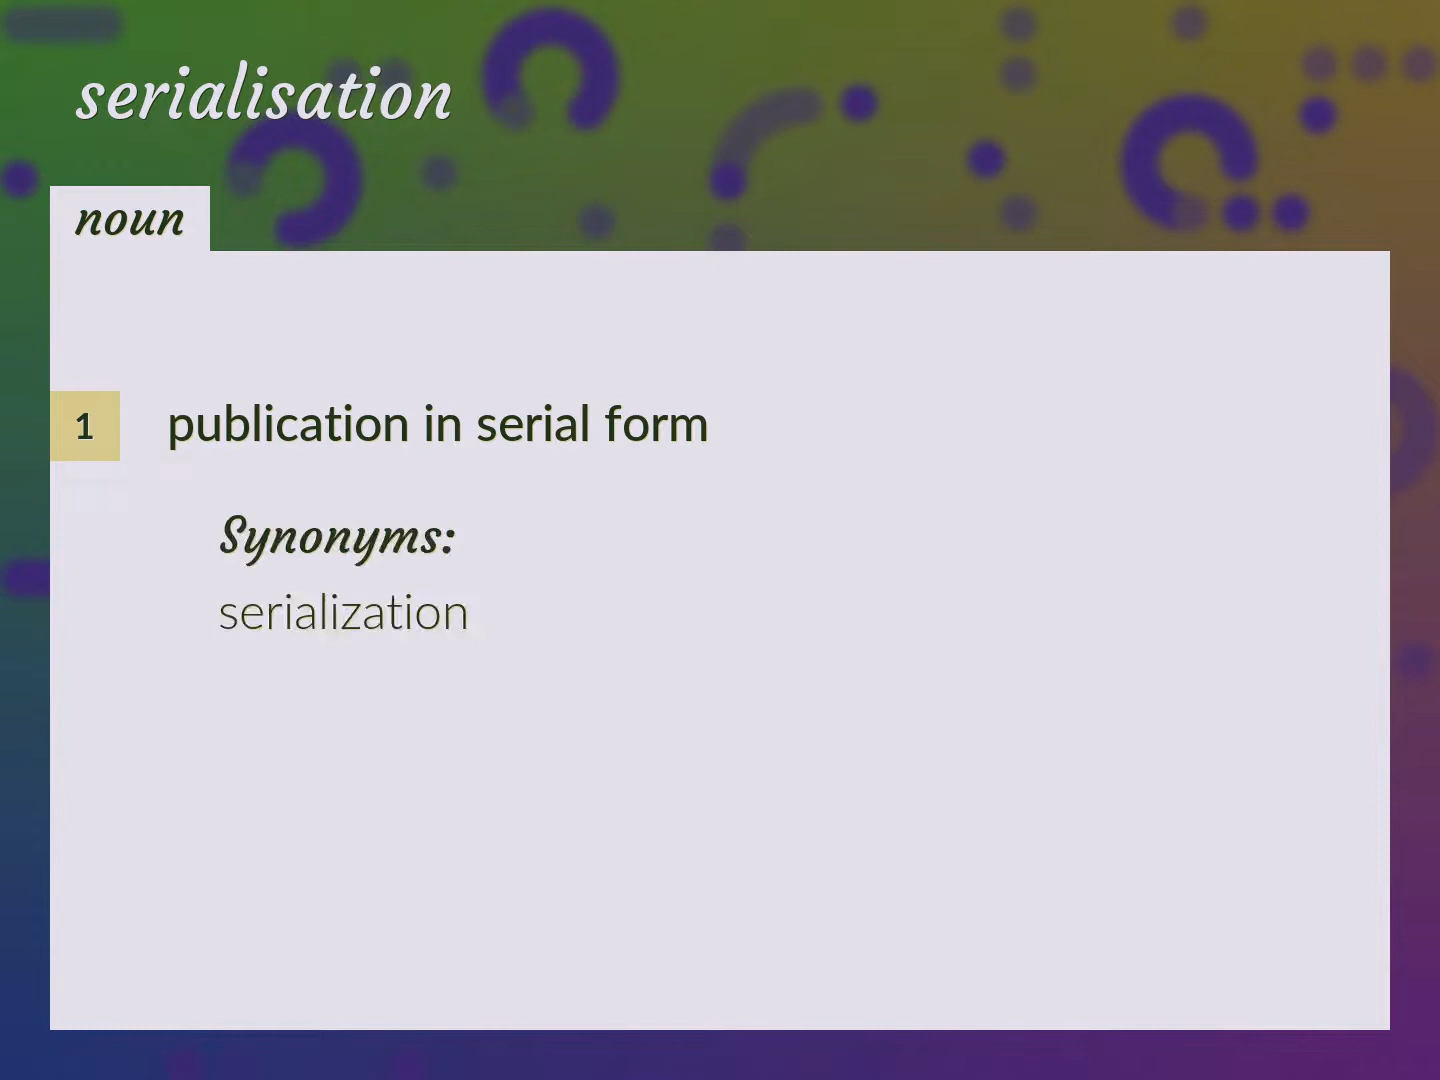 serialisation
noun
1 publication in serial form
Synonyms:
serialization